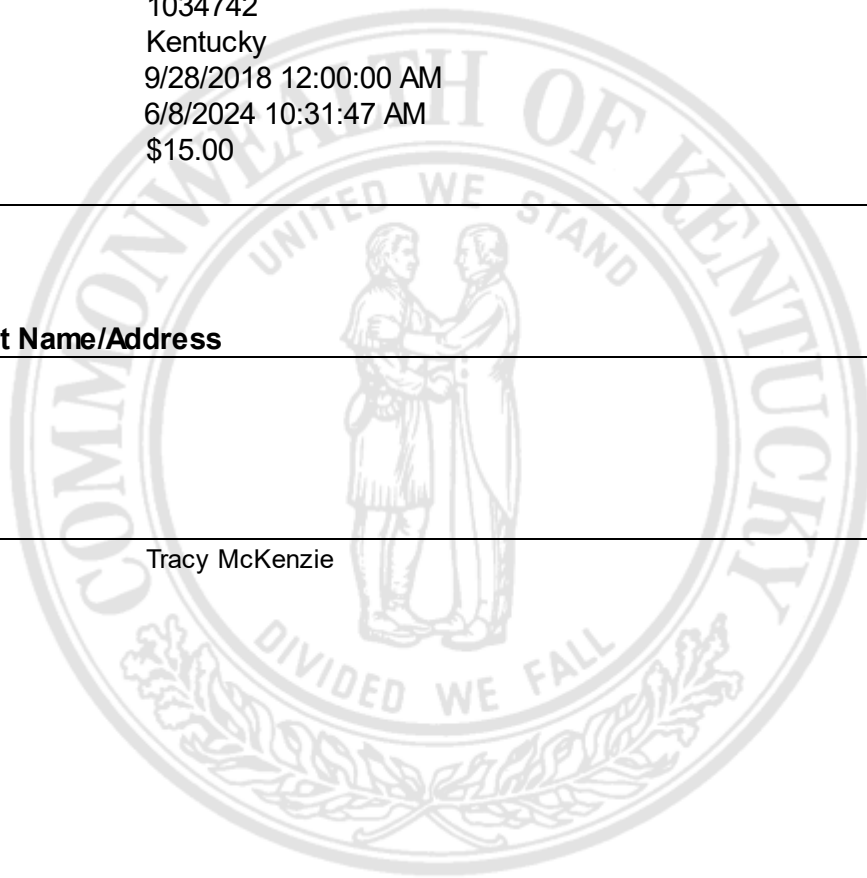 1034742
Kentucky
9/28/2018 12:00:00 AM
6/8/2024 10:31:47 AM
$15.00
t Name/Address
Tracy McKenzie
COMMONWEALTH OF KENTUCKY
UNITED WE STAND
DIVIDED WE FALL